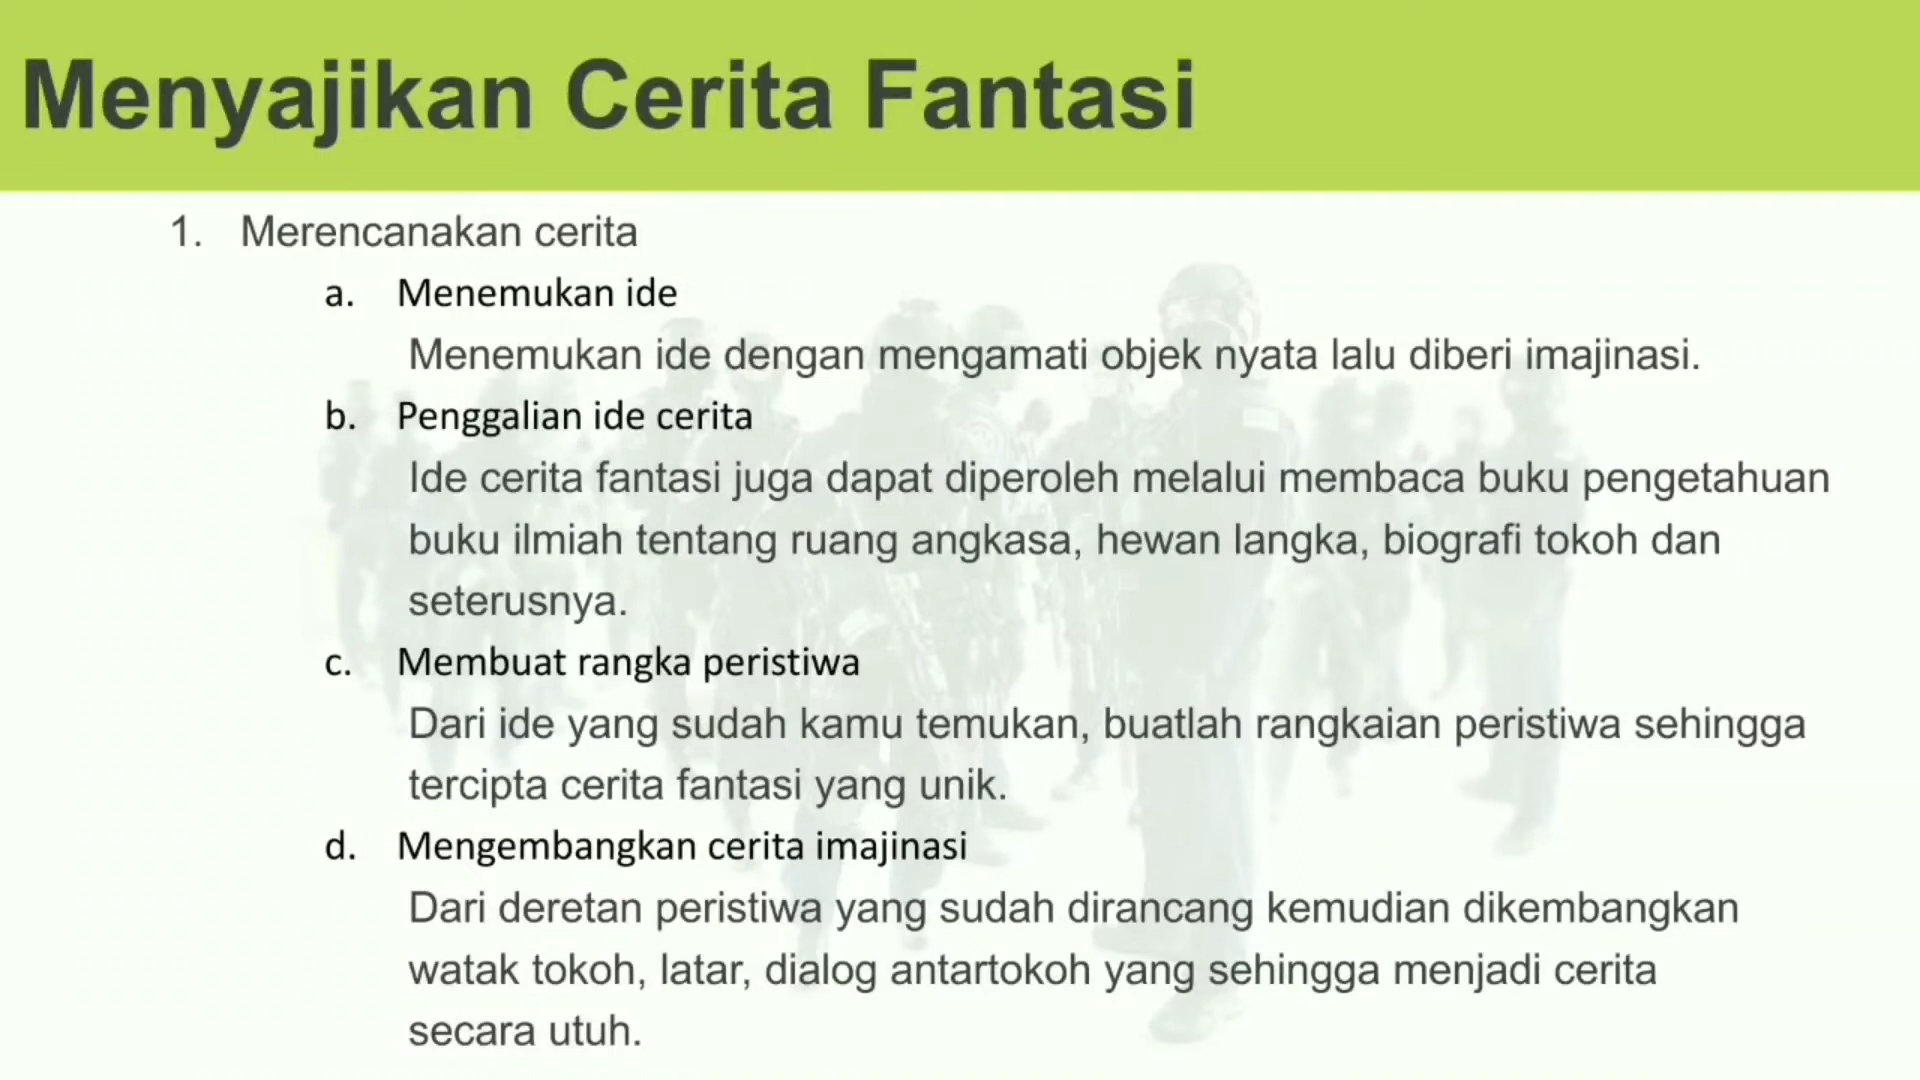 Menyajikan Cerita Fantasi
1. Merencanakan cerita
a. Menemukan ide
Menemukan ide dengan mengamati objek nyata lalu diberi imajinasi.
b. Penggalian ide cerita
Ide cerita fantasi juga dapat diperoleh melalui membaca buku pengetahuan
buku ilmiah tentang ruang angkasa, hewan langka, biografi tokoh dan
seterusnya.
c. Membuat rangka peristiwa
Dari ide yang sudah kamu temukan, buatlah rangkaian peristiwa sehingga
tercipta cerita fantasi yang unik.
d. Mengembangkan cerita imajinasi
Dari deretan peristiwa yang sudah dirancang kemudian dikembangkan
watak tokoh, latar, dialog antartokoh yang sehingga menjadi cerita
secara utuh.